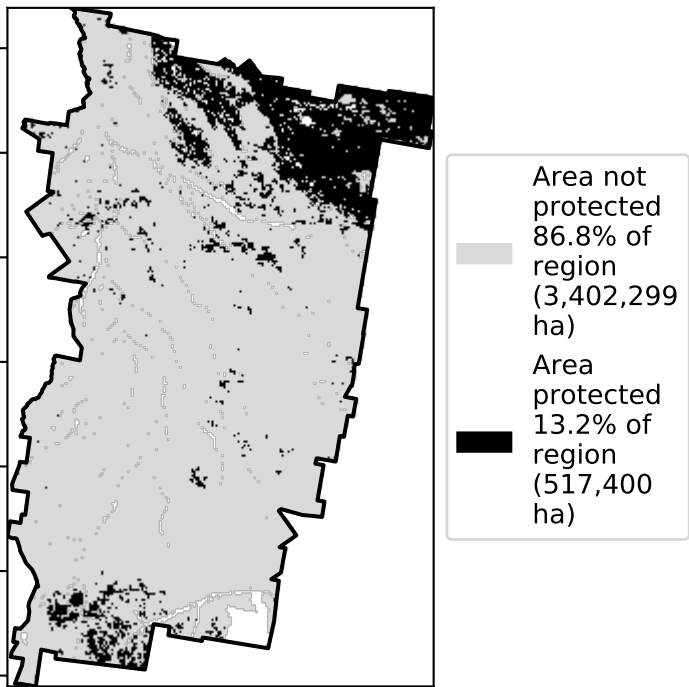 Area not
protected
86.8% of
region
(3,402,299
ha)
Area
protected
13.2% of
region
(517,400
ha)